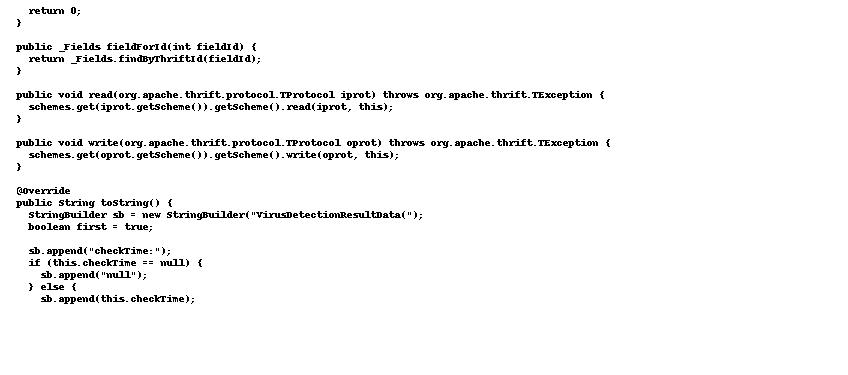 return 0;
  }

  public _Fields fieldForId(int fieldId) {
    return _Fields.findByThriftId(fieldId);
  }

  public void read(org.apache.thrift.protocol.TProtocol iprot) throws org.apache.thrift.TException {
    schemes.get(iprot.getScheme()).getScheme().read(iprot, this);
  }

  public void write(org.apache.thrift.protocol.TProtocol oprot) throws org.apache.thrift.TException {
    schemes.get(oprot.getScheme()).getScheme().write(oprot, this);
  }

  @Override
  public String toString() {
    StringBuilder sb = new StringBuilder("VirusDetectionResultData(");
    boolean first = true;

    sb.append("checkTime:");
    if (this.checkTime == null) {
      sb.append("null");
    } else {
      sb.append(this.checkTime);